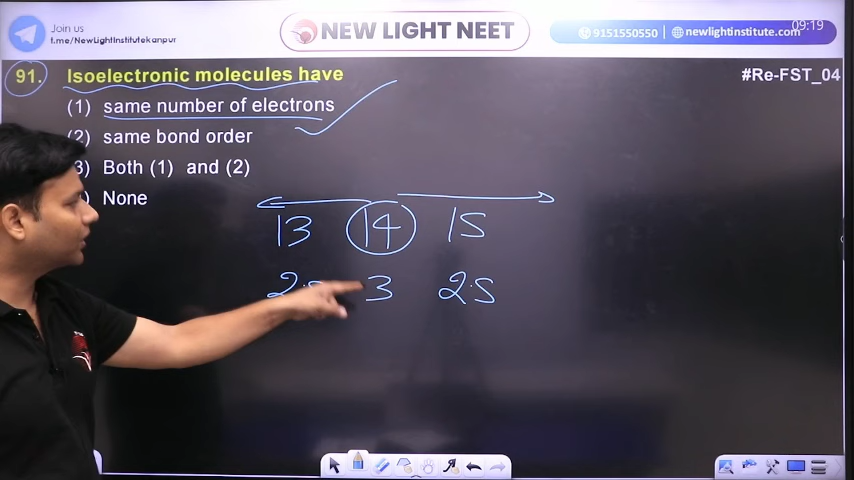 Join us
t.me/NewLightInstitutekanpur
NEW LIGHT NEET
9151550550 | newlightinstitute.com
09:19
91. Isoelectronic molecules have
#Re-FST_04
(1) same number of electrons
(2) same bond order
3) Both (1) and (2)
) None
13 14 15
3 2.5